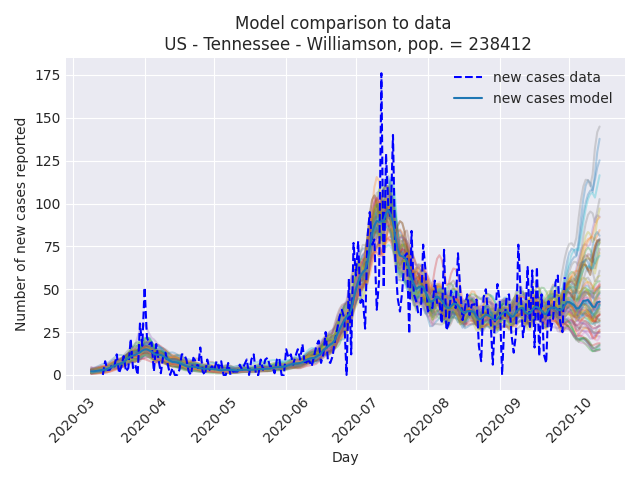 Model comparison to data
US - Tennessee - Williamson, pop. = 238412
new cases data
new cases model
Number of new cases reported
175
150
125
100
75
50
25
0
2020-03
2020-04
2020-05
2020-06
2020-07
2020-08
2020-09
2020-10
Day